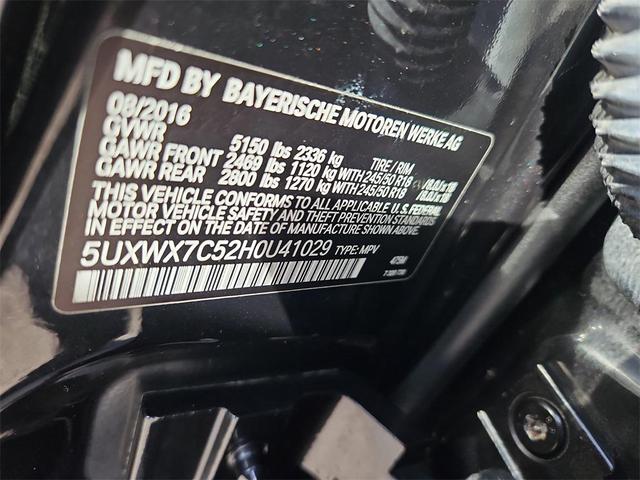 MFD BY BAYERISCHE MOTOREN WERKE AG
08/2016
GVWR 5150 lbs 2336 kg TIRE / RIM
GAWR FRONT 2469 lbs 1120 kg WITH 245/50 R18
GAWR REAR 2800 lbs 1270 kg WITH 245/50 R18
THIS VEHICLE CONFORMS TO ALL APPLICABLE U.S. FEDERAL
MOTOR VEHICLE SAFETY AND THEFT PREVENTION STANDARDS
IN EFFECT ON THE DATE OF MANUFACTURE SHOWN ABOVE.
5UXWX7C52H0U41029 TYPE: MPV
475M